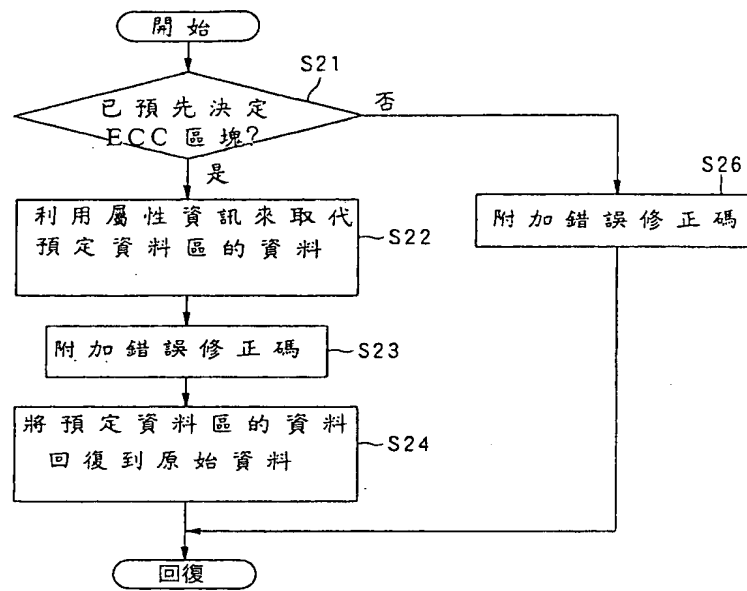 開始
S21
已預先決定
ECC區塊?
否
是
S26
利用屬性資訊來取代
預定資料區的資料
S22
附加錯誤修正碼
附加錯誤修正碼
S23
將預定資料區的資料
回復到原始資料
S24
回復